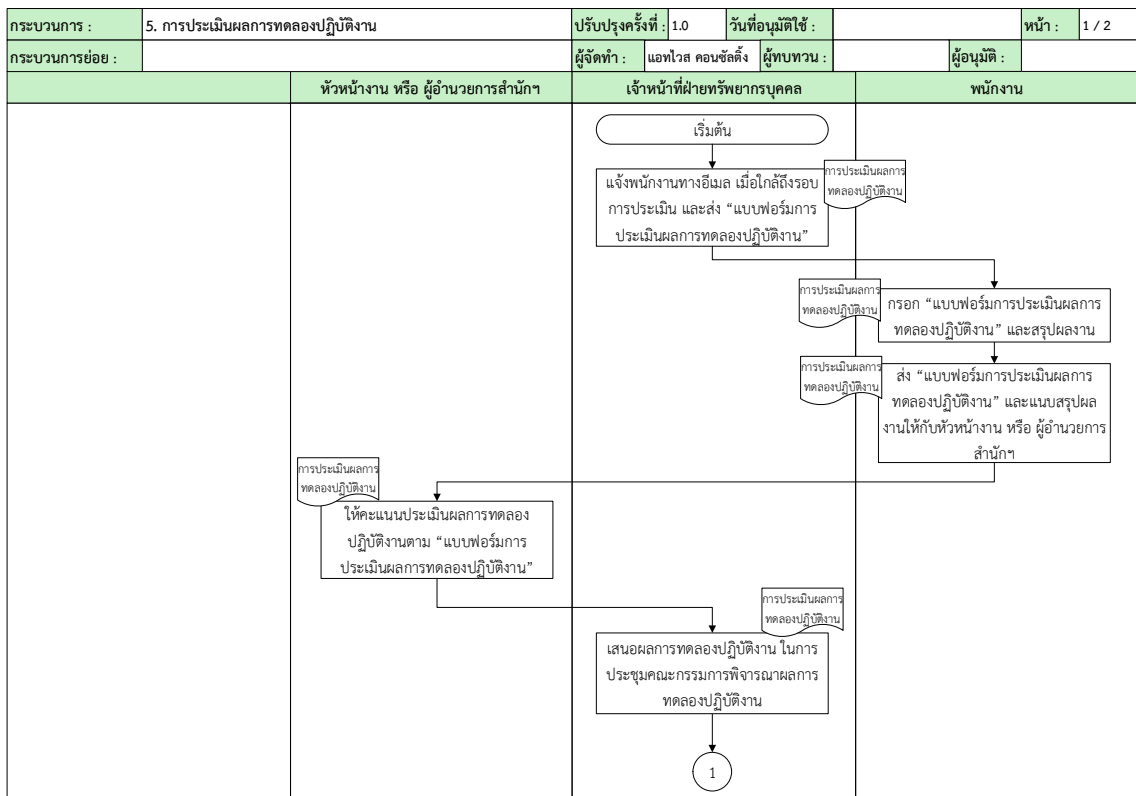 กระบวนการ : 5. การประเมินผลการทดลองปฏิบัติงาน ปรับปรุงครั้งที่ : 1.0 วันที่อนุมัติใช้ : หน้า : 1 / 2
กระบวนการย่อย : ผู้จัดทำ : แอทไวส คอนซัลติ้ง ผู้ทบทวน : ผู้อนุมัติ :
หัวหน้างาน หรือ ผู้อำนวยการสำนักฯ เจ้าหน้าที่ฝ่ายทรัพยากรบุคคล พนักงาน
เริ่มต้น
แจ้งพนักงานทางอีเมล เมื่อใกล้ถึงรอบ
การประเมิน และส่ง “แบบฟอร์มการ
ประเมินผลการทดลองปฏิบัติงาน”
การประเมินผลการ
ทดลองปฏิบัติงาน
การประเมินผลการ
ทดลองปฏิบัติงาน
กรอก “แบบฟอร์มการประเมินผลการ
ทดลองปฏิบัติงาน” และสรุปผลงาน
การประเมินผลการ
ทดลองปฏิบัติงาน
ส่ง “แบบฟอร์มการประเมินผลการ
ทดลองปฏิบัติงาน” และแนบสรุปผล
งานให้กับหัวหน้างาน หรือ ผู้อำนวยการ
สำนักฯ
การประเมินผลการ
ทดลองปฏิบัติงาน
ให้คะแนนประเมินผลการทดลอง
ปฏิบัติงานตาม “แบบฟอร์มการ
ประเมินผลการทดลองปฏิบัติงาน”
การประเมินผลการ
ทดลองปฏิบัติงาน
เสนอผลการทดลองปฏิบัติงาน ในการ
ประชุมคณะกรรมการพิจารณาผลการ
ทดลองปฏิบัติงาน
1